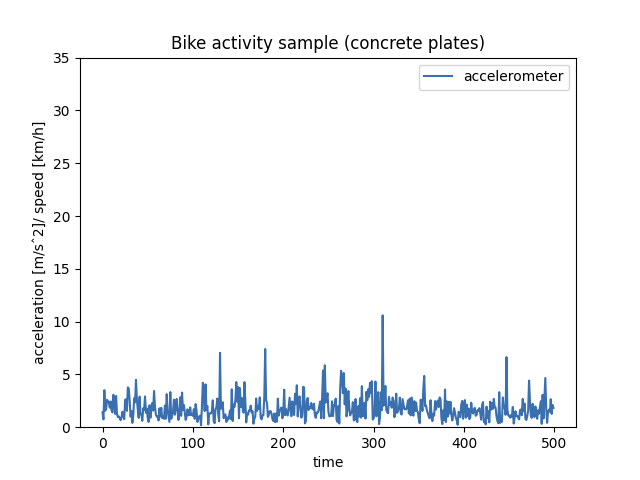 Bike activity sample (concrete plates)
accelerometer
acceleration [m/sˆ2]/ speed [km/h]
35
30
25
20
15
10
5
0
0 100 200 300 400 500
time